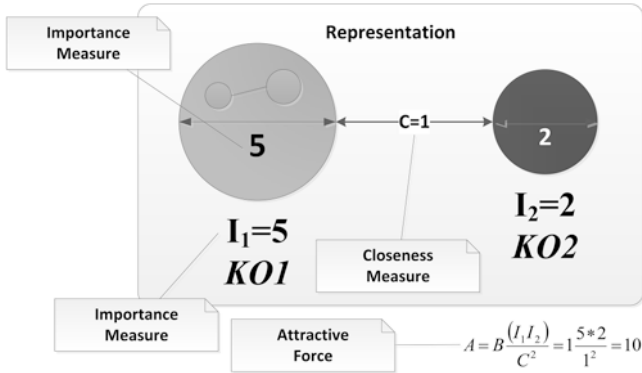 Importance
Measure
Representation
5
C=1
2
I₁=5
KO1
I₂=2
KO2
Closeness
Measure
Importance
Measure
Attractive
Force
A = B (I₁I₂)/C² = 1 5*2/1² = 10